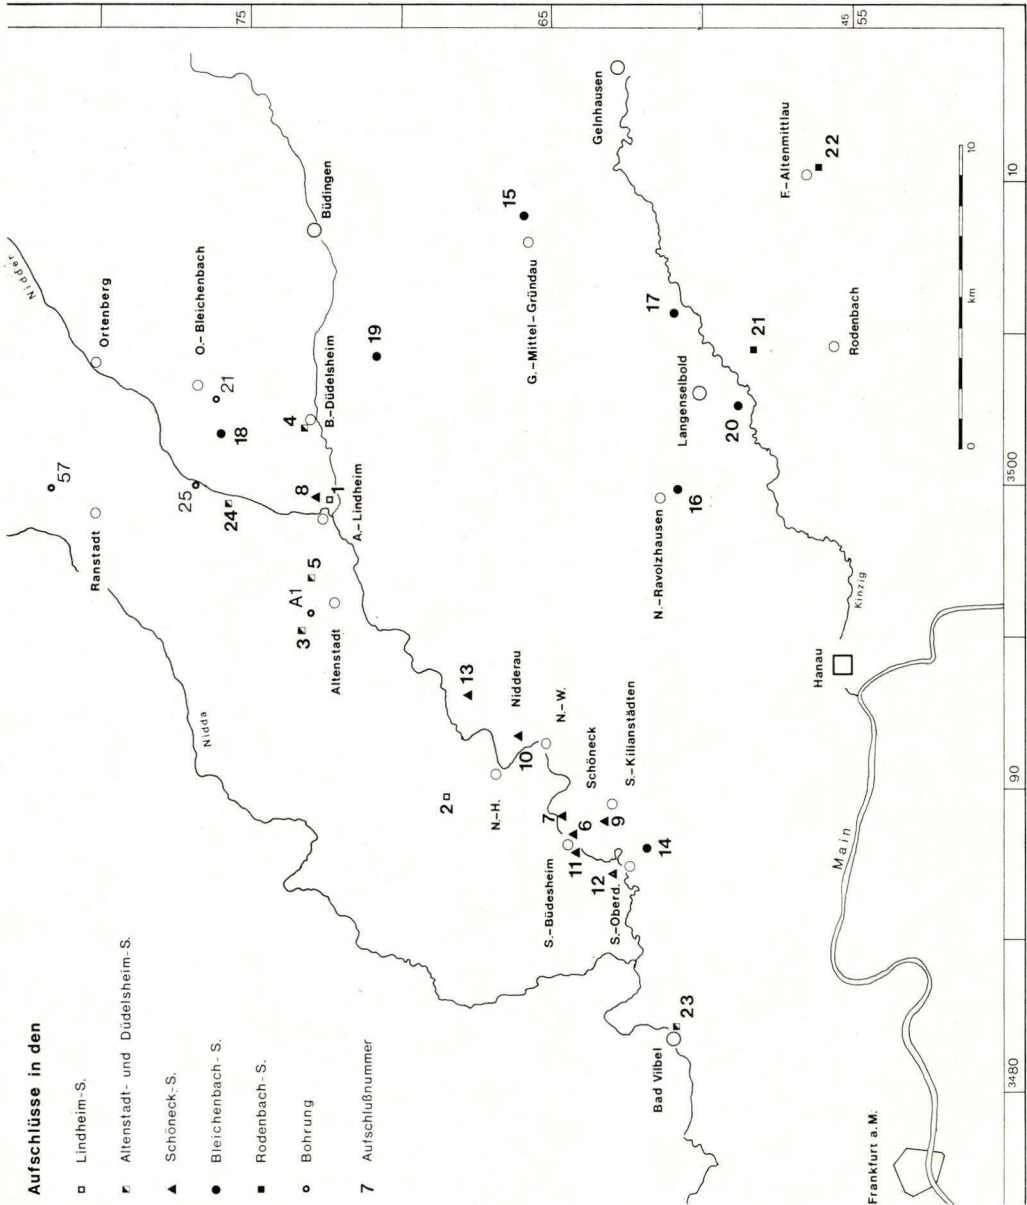 Aufschlüsse in den
Lindheim-S.
Altenstadt- und Düdelsheim-S.
Schöneck-S.
Bleichenbach-S.
Rodenbach-S.
Bohrung
7 Aufschlußnummer
75
65
45
55
Nidder
Ortenberg
57
Ranstadt
O.-Bleichenbach
21
18
25
24
Büdingen
B.-Düdelsheim
4
19
8
1
A.-Lindheim
5
A1
3
Altenstadt
Nidda
13
Nidderau
10
N.-W.
N.-H.
2
Schöneck
7
6
9
11
S.-Kilianstädten
S.-Büdesheim
12
S.-Oberd.
14
15
G.-Mittel-Gründau
Gelnhausen
17
Langenselbold
20
21
16
N.-Ravolzhausen
F.-Altenmittlau
22
Rodenbach
Kinzig
Hanau
Main
23
Bad Vilbel
Frankfurt a.M.
0
km
10
3480
90
3500
10